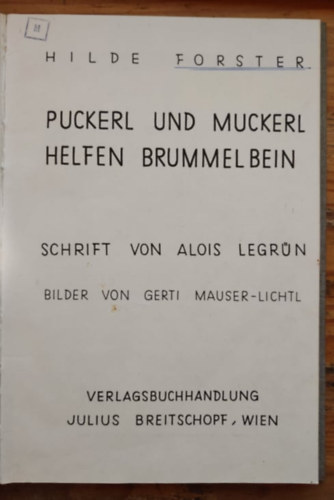 HILDE FORSTER
PUCKERL UND MUCKERL
HELFEN BRUMMELBEIN
SCHRIFT VON ALOIS LEGRÜN
BILDER VON GERTI MAUSER-LICHTL
VERLAGSBUCHHANDLUNG
JULIUS BREITSCHOPF, WIEN